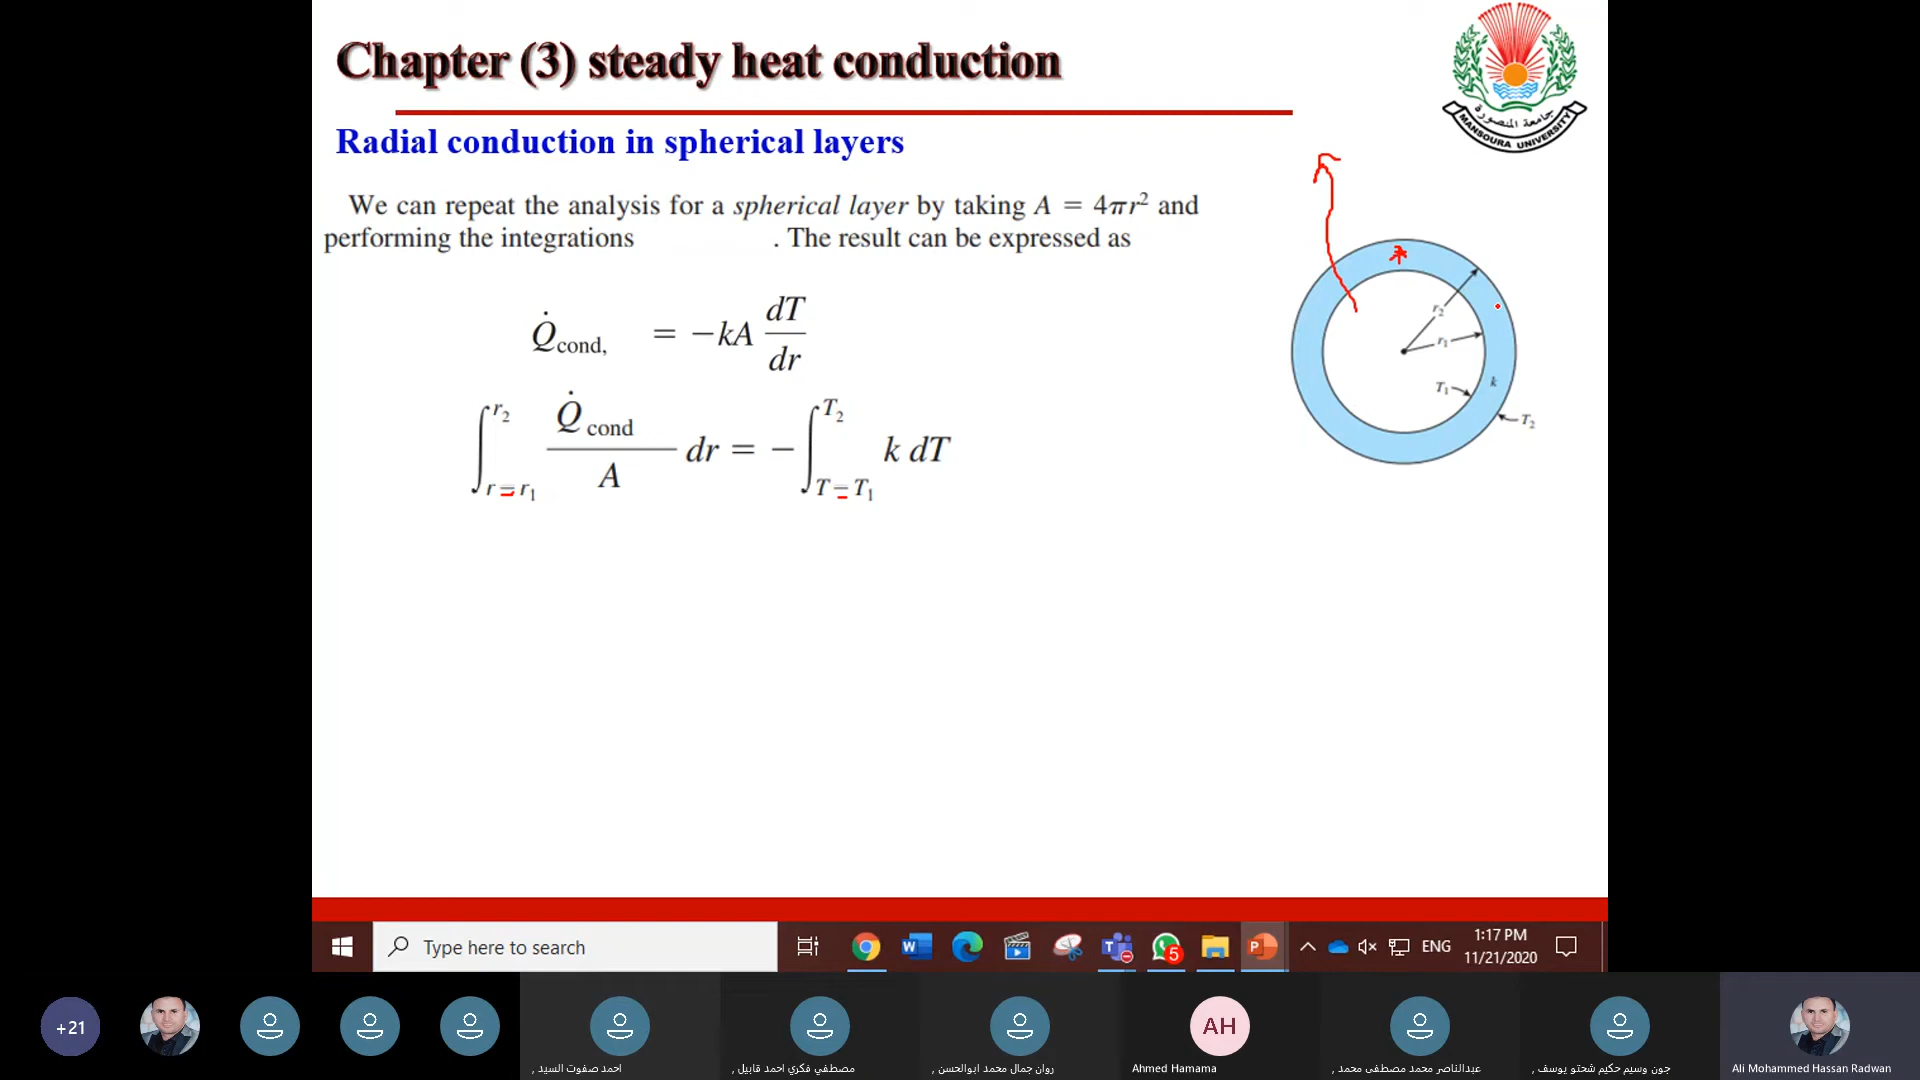 Chapter (3) steady heat conduction
جامعة المنصورة
MANSOURA UNIVERSITY
Radial conduction in spherical layers
We can repeat the analysis for a spherical layer by taking A = 4πr² and
performing the integrations . The result can be expressed as
Q̇cond, = −kA dT/dr
∫_{r=r₁}^{r₂} Q̇cond/A dr = −∫_{T=T₁}^{T₂} k dT
r₂
r₁
T₁
k
T₂
Type here to search
5
ENG
1:17 PM
11/21/2020
+21
AH
احمد صفوت السيد ,
مصطفي فكري احمد قابيل ,
روان جمال محمد ابوالحسن ,
Ahmed Hamama
عبدالناصر محمد مصطفى محمد ,
جون وسيم حكيم شحتو يوسف ,
Ali Mohammed Hassan Radwan